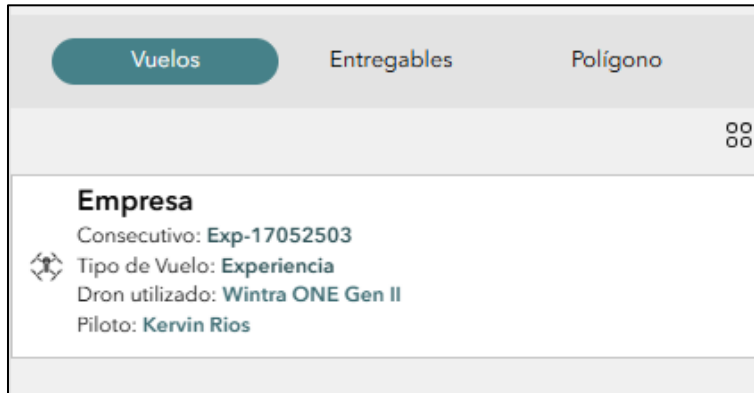 Vuelos Entregables Polígono
Empresa
Consecutivo: Exp-17052503
Tipo de Vuelo: Experiencia
Dron utilizado: Wintra ONE Gen II
Piloto: Kervin Rios